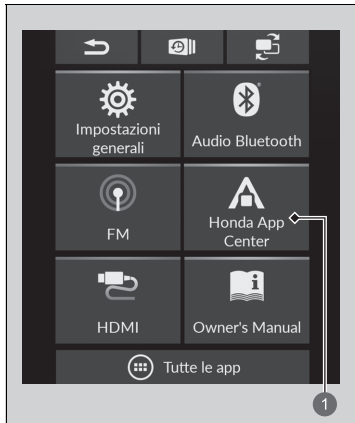 Impostazioni
generali
Audio Bluetooth
FM
Honda App
Center
HDMI
Owner's Manual
Tutte le app
1